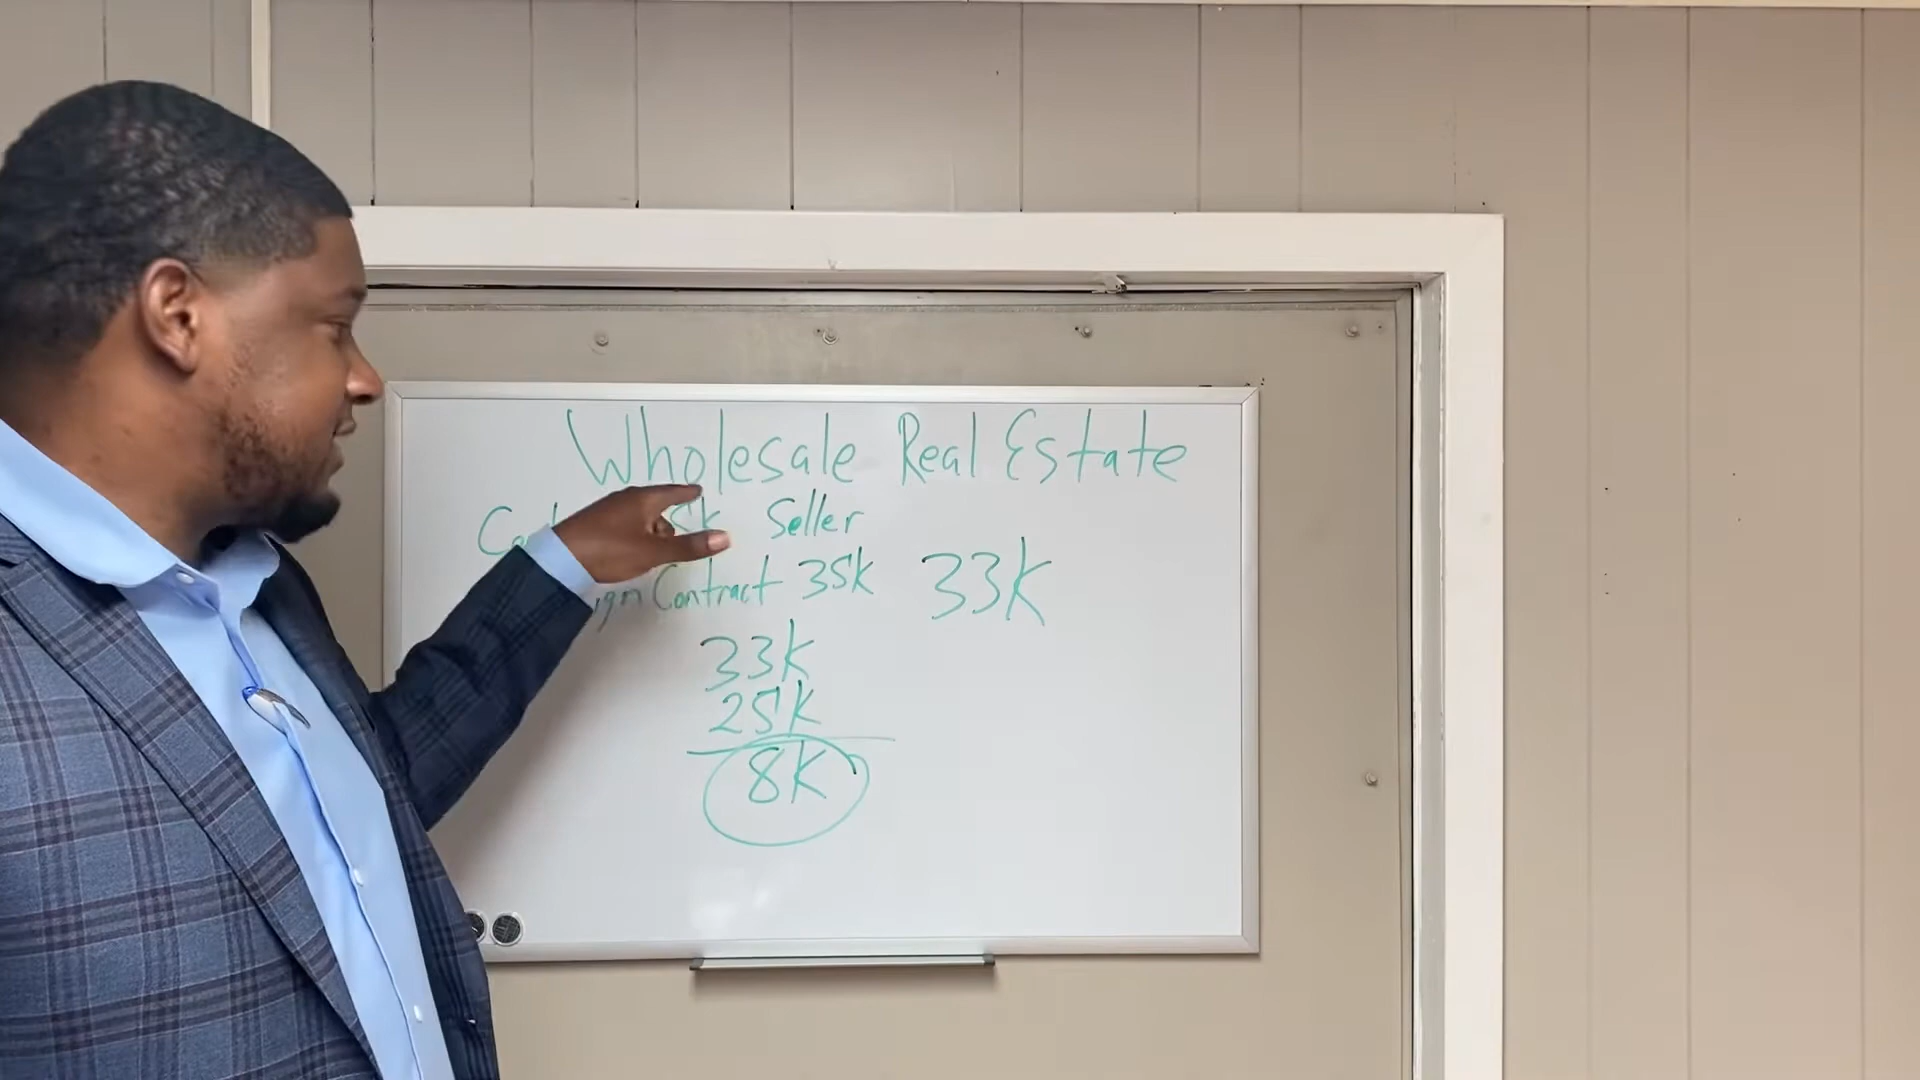 Wholesale Real Estate
Seller
Contract 35k 33k
33k
25k
8k